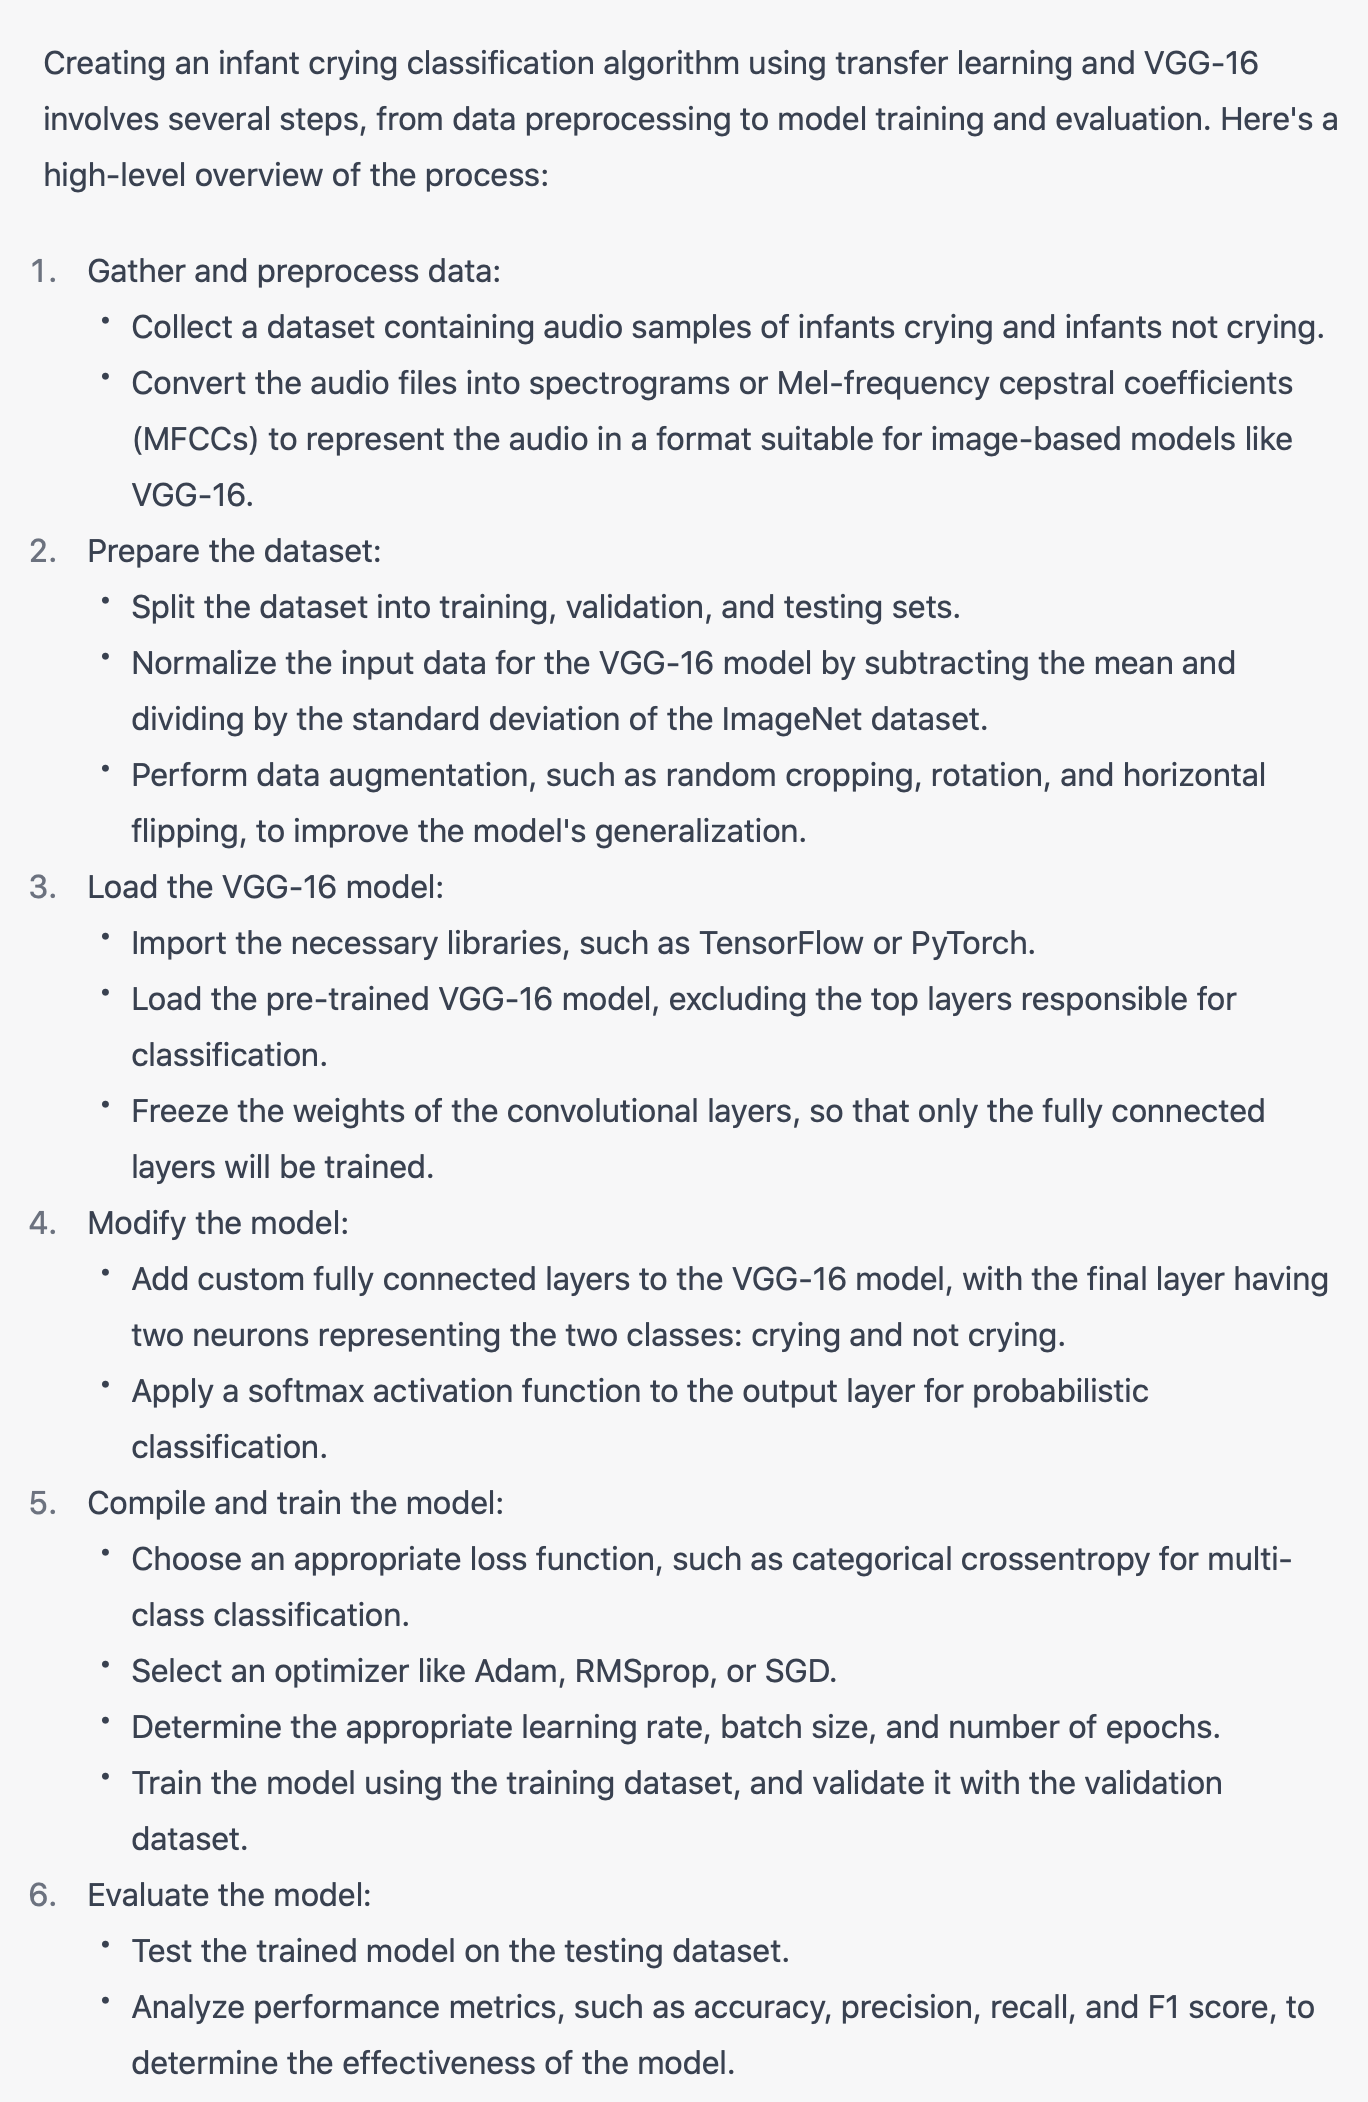 Creating an infant crying classification algorithm using transfer learning and VGG-16
involves several steps, from data preprocessing to model training and evaluation. Here's a
high-level overview of the process:
1. Gather and preprocess data:
• Collect a dataset containing audio samples of infants crying and infants not crying.
• Convert the audio files into spectrograms or Mel-frequency cepstral coefficients
(MFCCs) to represent the audio in a format suitable for image-based models like
VGG-16.
2. Prepare the dataset:
• Split the dataset into training, validation, and testing sets.
• Normalize the input data for the VGG-16 model by subtracting the mean and
dividing by the standard deviation of the ImageNet dataset.
• Perform data augmentation, such as random cropping, rotation, and horizontal
flipping, to improve the model's generalization.
3. Load the VGG-16 model:
• Import the necessary libraries, such as TensorFlow or PyTorch.
• Load the pre-trained VGG-16 model, excluding the top layers responsible for
classification.
• Freeze the weights of the convolutional layers, so that only the fully connected
layers will be trained.
4. Modify the model:
• Add custom fully connected layers to the VGG-16 model, with the final layer having
two neurons representing the two classes: crying and not crying.
• Apply a softmax activation function to the output layer for probabilistic
classification.
5. Compile and train the model:
• Choose an appropriate loss function, such as categorical crossentropy for multi-
class classification.
• Select an optimizer like Adam, RMSprop, or SGD.
• Determine the appropriate learning rate, batch size, and number of epochs.
• Train the model using the training dataset, and validate it with the validation
dataset.
6. Evaluate the model:
• Test the trained model on the testing dataset.
• Analyze performance metrics, such as accuracy, precision, recall, and F1 score, to
determine the effectiveness of the model.